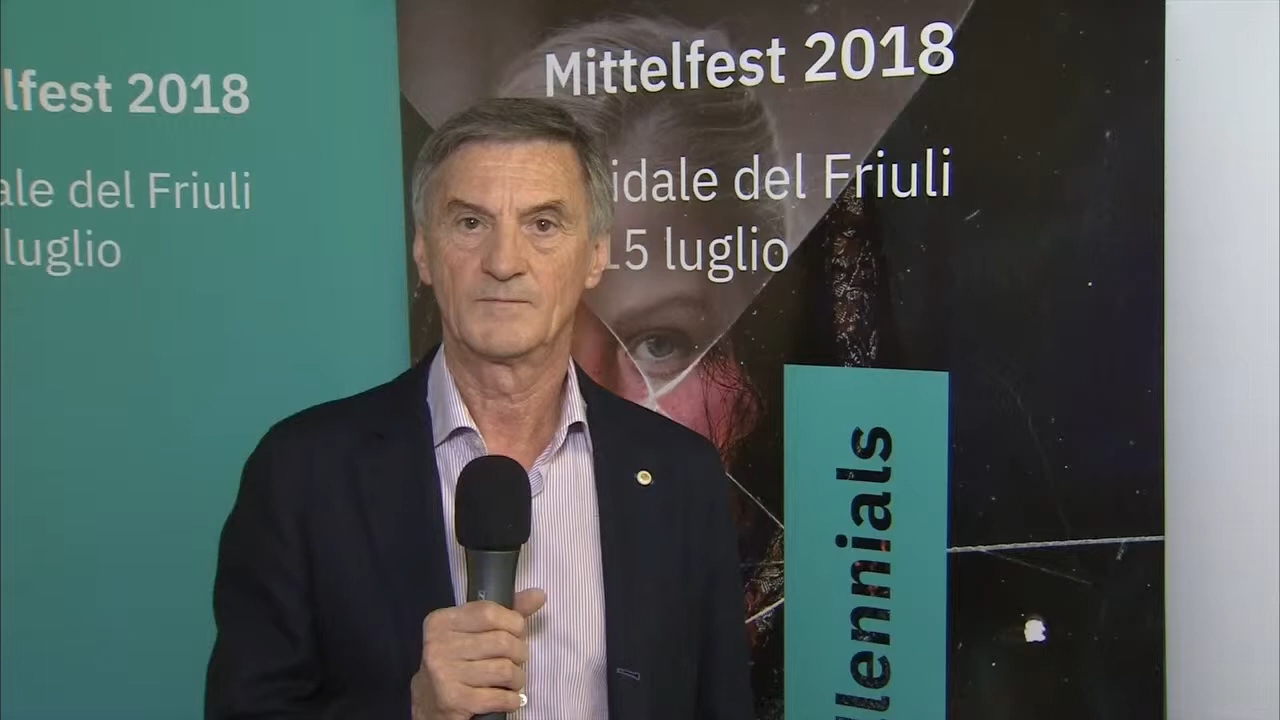 lfest 2018
ale del Friuli
luglio
Mittelfest 2018
idale del Friuli
15 luglio
llennials